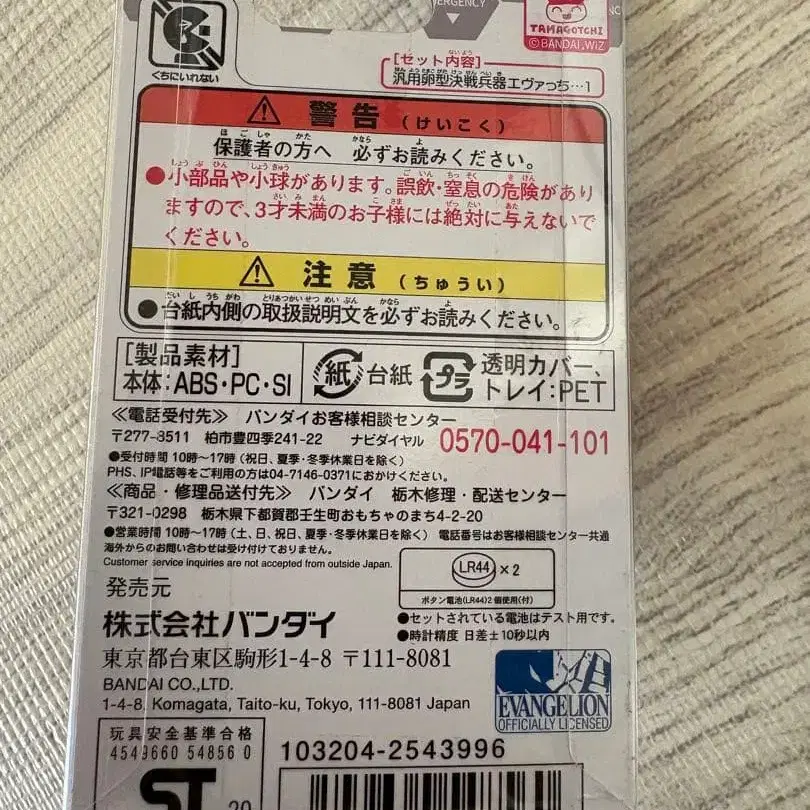 ERGENCY
くちにいれない
TAMAGOTCHI
©BANDAI,WiZ
[セット内容]
汎用卵型決戦兵器エヴァっち…1
警告(けいこく)
保護者の方へ 必ずお読みください。
●小部品や小球があります。誤飲・窒息の危険があり
ますので、3才未満のお子様には絶対に与えないで
ください。
注意(ちゅうい)
●台紙内側の取扱説明文を必ずお読みください。
[製品素材]
本体:ABS・PC・SI
紙 台紙
プラ 透明カバー、
トレイ:PET
≪電話受付先≫ バンダイお客様相談センター
〒277-8511 柏市豊四季241-22 ナビダイヤル 0570-041-101
●受付時間 10時〜17時(祝日、夏季・冬季休業日を除く)
PHS、IP電話等をご利用の方は04-7146-0371におかけください。
≪商品・修理品送付先≫ バンダイ 栃木修理・配送センター
〒321-0298 栃木県下都賀郡壬生町おもちゃのまち4-2-20
●営業時間 10時〜17時(土、日、祝日、夏季・冬季休業日を除く) 電話番号はお客様相談センター共通
海外からのお問い合わせは受け付けておりません。
Customer service inquiries are not accepted from outside Japan.
LR44 ×2
ボタン電池(LR44)2個使用(付)
発売元
株式会社バンダイ
●セットされている電池はテスト用です。
●時計精度 日差±10秒以内
東京都台東区駒形1-4-8 〒111-8081
BANDAI CO.,LTD.
1-4-8, Komagata, Taito-ku, Tokyo, 111-8081 Japan
EVANGELION
OFFICIALLY LICENSED
玩具安全基準合格
4549660 54856 0
ST 20
103204-2543996